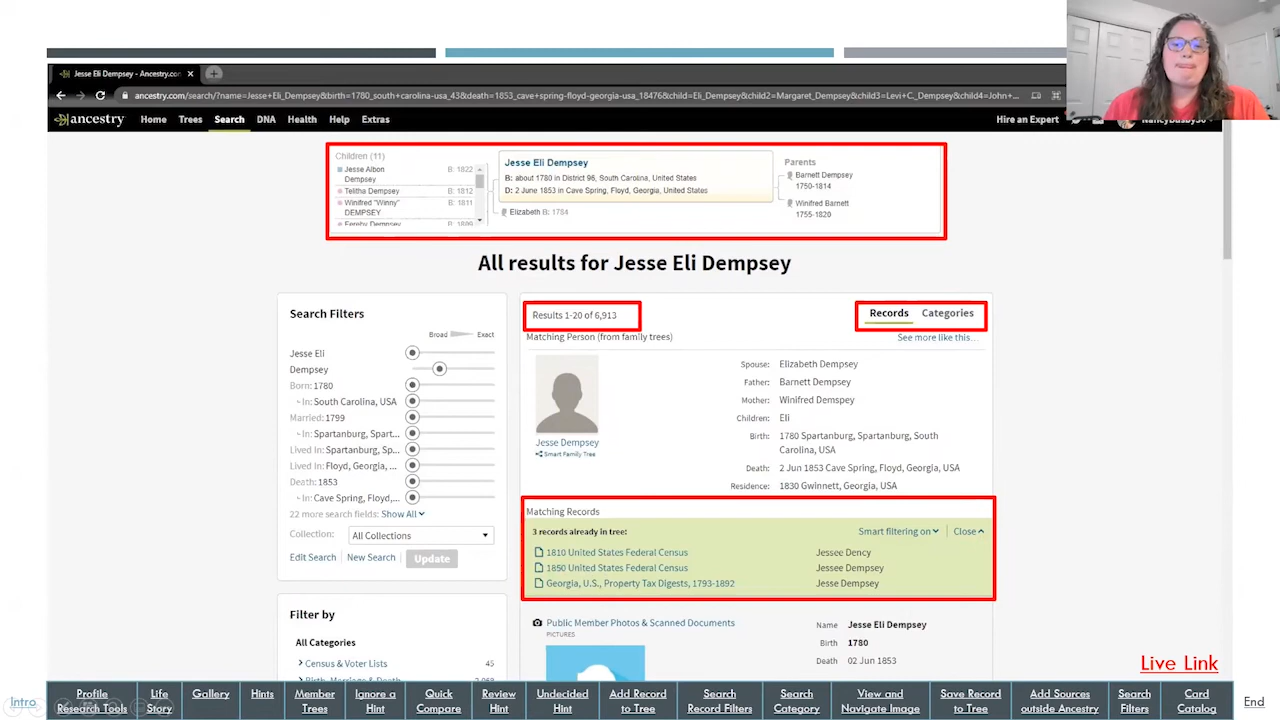 Jesse Eli Dempsey - Ancestry.con
ancestry.com/search/?name=Jesse+Eli_Dempsey&birth=1780_south+carolina-usa_43&death=1853_cave+spring-floyd-georgia-usa_18476&child=Eli_Dempsey&child2=Margaret_Dempsey&child3=Levi+C_Dempsey&child4=John+...
ancestry Home Trees Search DNA Health Help Extras Hire an Expert
Children (11)
Jesse Albon Dempsey B: 1822
Telitha Dempsey B: 1812
Winifred "Winny" DEMPSEY B: 1811
Fereby Dempsey B: 1809
Jesse Eli Dempsey
B: about 1780 in District 96, South Carolina, United States
D: 2 June 1853 in Cave Spring, Floyd, Georgia, United States
Elizabeth B: 1784
Parents
Barnett Dempsey
1750-1814
Winifred Barnett
1755-1820
All results for Jesse Eli Dempsey
Search Filters
Broad Exact
Jesse Eli
Dempsey
Born: 1780
In: South Carolina, USA
Married: 1799
In: Spartanburg, Spart...
Lived In: Spartanburg, Sp...
Lived In: Floyd, Georgia, ...
Death: 1853
In: Cave Spring, Floyd,...
22 more search fields: Show All
Collection: All Collections
Edit Search New Search Update
Filter by
All Categories
Census & Voter Lists 45
Birth, Marriage & Death
Results 1-20 of 6,913
Records Categories
Matching Person (from family trees) See more like this...
Jesse Dempsey
Smart Family Tree
Spouse: Elizabeth Dempsey
Father: Barnett Dempsey
Mother: Winifred Demspey
Children: Eli
Birth: 1780 Spartanburg, Spartanburg, South
Carolina, USA
Death: 2 Jun 1853 Cave Spring, Floyd, Georgia, USA
Residence: 1830 Gwinnett, Georgia, USA
Matching Records
3 records already in tree: Smart filtering on Close
1810 United States Federal Census Jessee Dency
1850 United States Federal Census Jessee Dempsey
Georgia, U.S., Property Tax Digests, 1793-1892 Jesse Dempsey
Public Member Photos & Scanned Documents
PICTURES
Name Jesse Eli Dempsey
Birth 1780
Death 02 Jun 1853
Live Link
Intro
Profile Research Tools
Life Story
Gallery
Hints
Member Trees
Ignore a Hint
Quick Compare
Review Hint
Undecided Hint
Add Record to Tree
Search Record Filters
Search Category
View and Navigate Image
Save Record to Tree
Add Sources outside Ancestry
Search Filters
Card Catalog
End